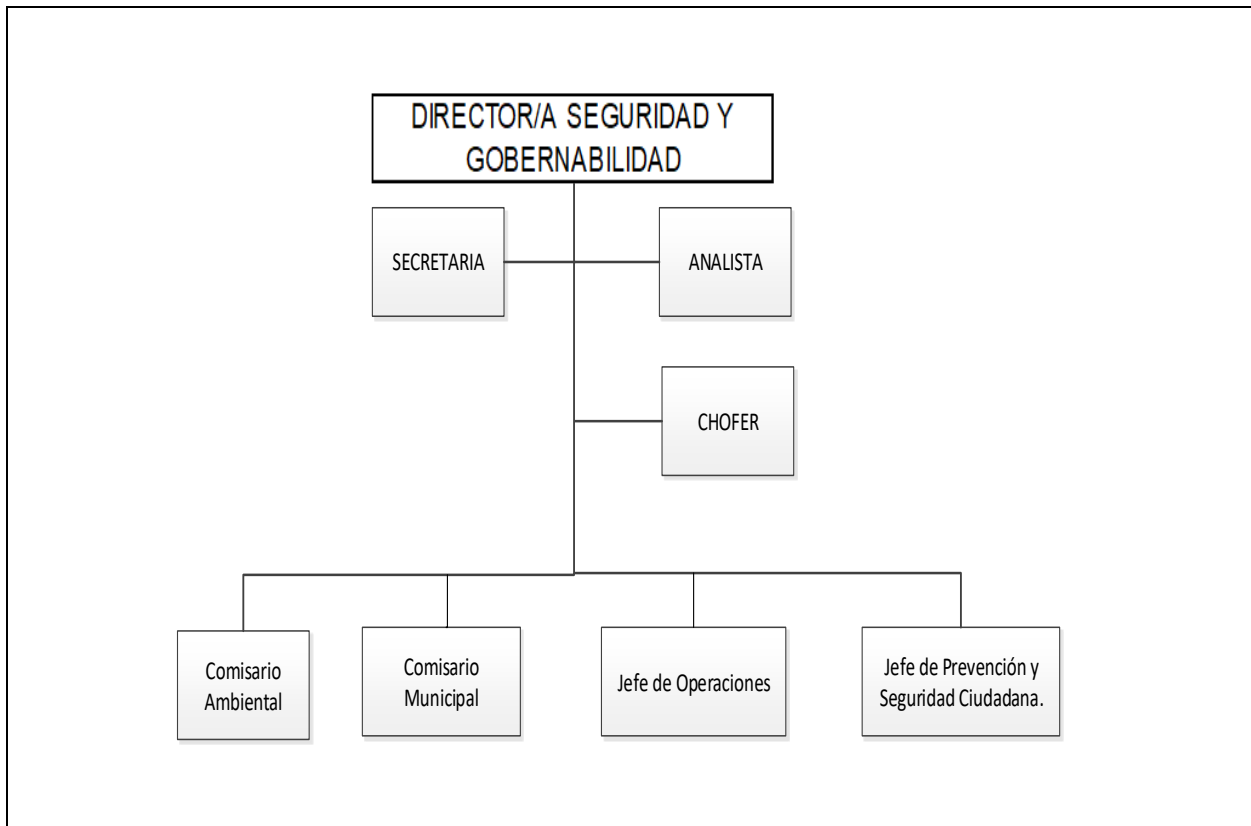 DIRECTOR/A SEGURIDAD Y
GOBERNABILIDAD
SECRETARIA
ANALISTA
CHOFER
Comisario
Ambiental
Comisario
Municipal
Jefe de Operaciones
Jefe de Prevención y
Seguridad Ciudadana.